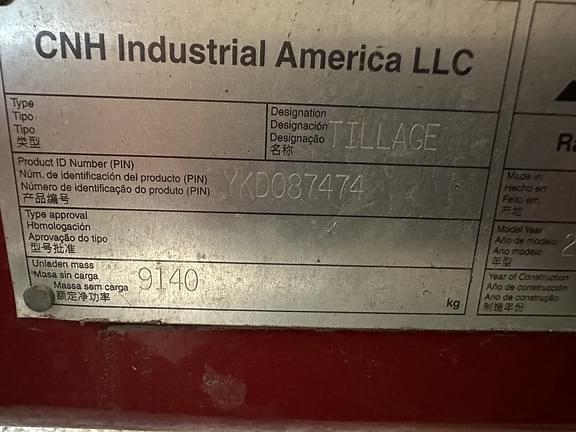 CNH Industrial America LLC
Type
Tipo
Tipo
类型
Designation
Designación
Designação
名称
TILLAGE
Product ID Number (PIN)
Núm. de identificación del producto (PIN)
Número de identificação do produto (PIN)
产品编号
YKD087474
Type approval
Homologación
Aprovação do tipo
型号批准
Unladen mass
Masa sin carga
Massa sem carga
额定净功率
9140
kg
Made in:
Hecho en:
Feito em:
产地
Model Year
Año de modelo
Ano modelo
年型
2
Year of Construction
Año de construcción
Ano de construção
制造年份